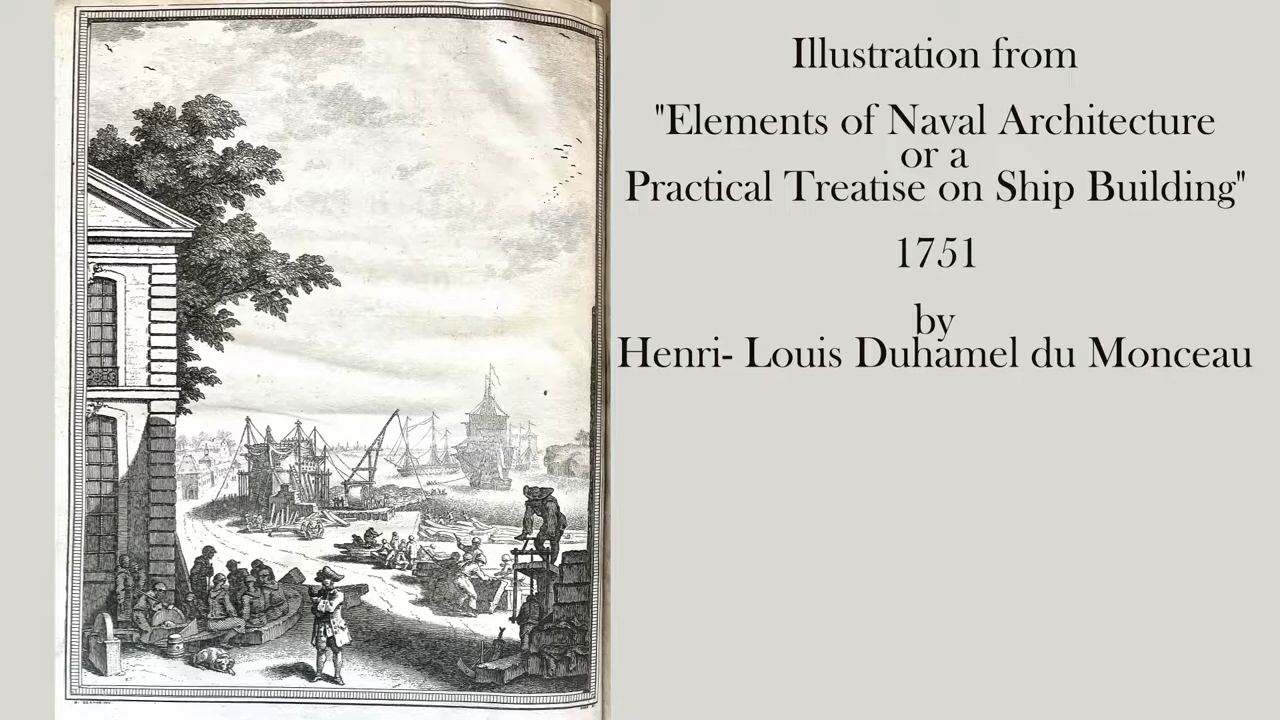 Illustration from
"Elements of Naval Architecture
or a
Practical Treatise on Ship Building"
1751
by
Henri- Louis Duhamel du Monceau